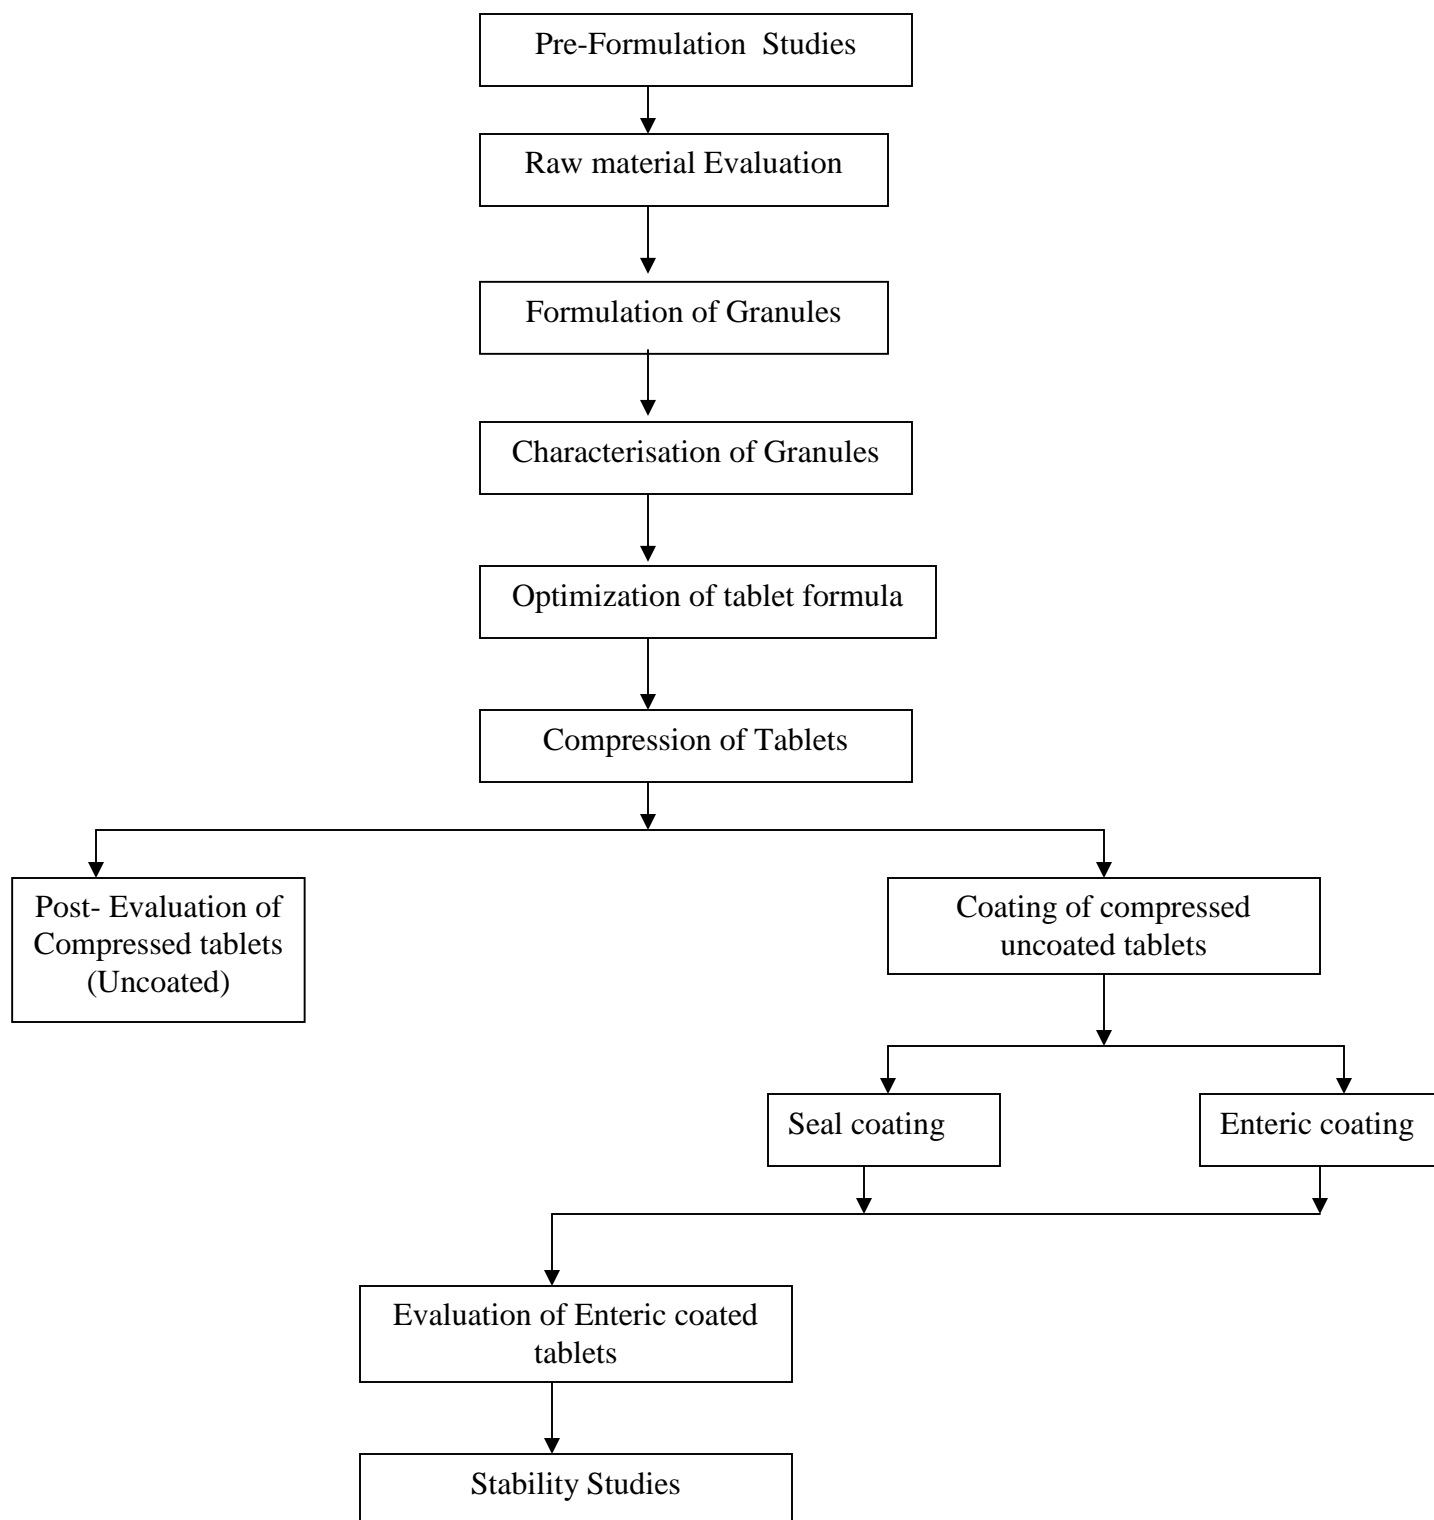 Pre-Formulation  Studies
Raw material Evaluation
Formulation of Granules
Characterisation of Granules
Optimization of tablet formula
Compression of Tablets
Post- Evaluation of
Compressed tablets
(Uncoated)
Coating of compressed
uncoated tablets
Seal coating
Enteric coating
Evaluation of Enteric coated
tablets
Stability Studies